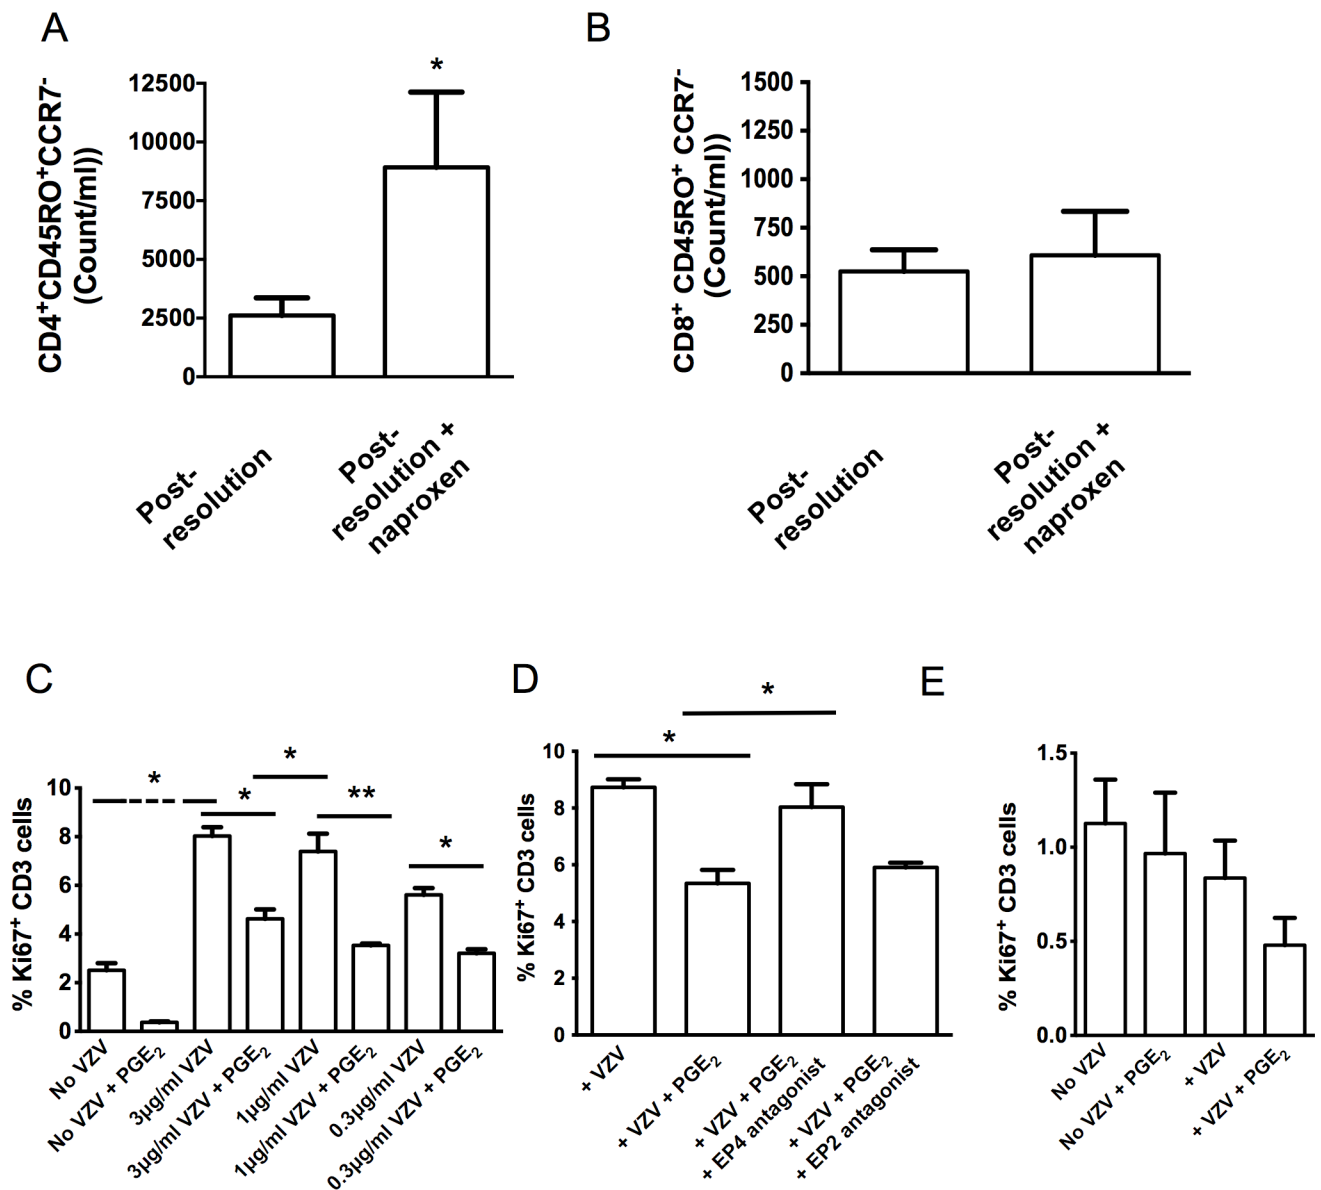 A
CD4⁺CD45RO⁺CCR7⁻
(Count/ml))
12500
10000
7500
5000
2500
0
*
Post-
resolution
Post-
resolution +
naproxen
B
CD8⁺ CD45RO⁺ CCR7⁻
(Count/ml))
1500
1250
1000
750
500
250
0
Post-
resolution
Post-
resolution +
naproxen
C
% Ki67⁺ CD3 cells
10
8
6
4
2
0
*
*
*
**
*
No VZV
No VZV + PGE₂
3µg/ml VZV
3µg/ml VZV + PGE₂
1µg/ml VZV
1µg/ml VZV + PGE₂
0.3µg/ml VZV
0.3µg/ml VZV + PGE₂
D
% Ki67⁺ CD3 cells
10
8
6
4
2
0
*
*
+ VZV
+ VZV + PGE₂
+ VZV + PGE₂
+ EP4 antagonist
+ VZV + PGE₂
+ EP2 antagonist
E
% Ki67⁺ CD3 cells
1.5
1.0
0.5
0.0
No VZV
No VZV + PGE₂
+ VZV
+ VZV + PGE₂